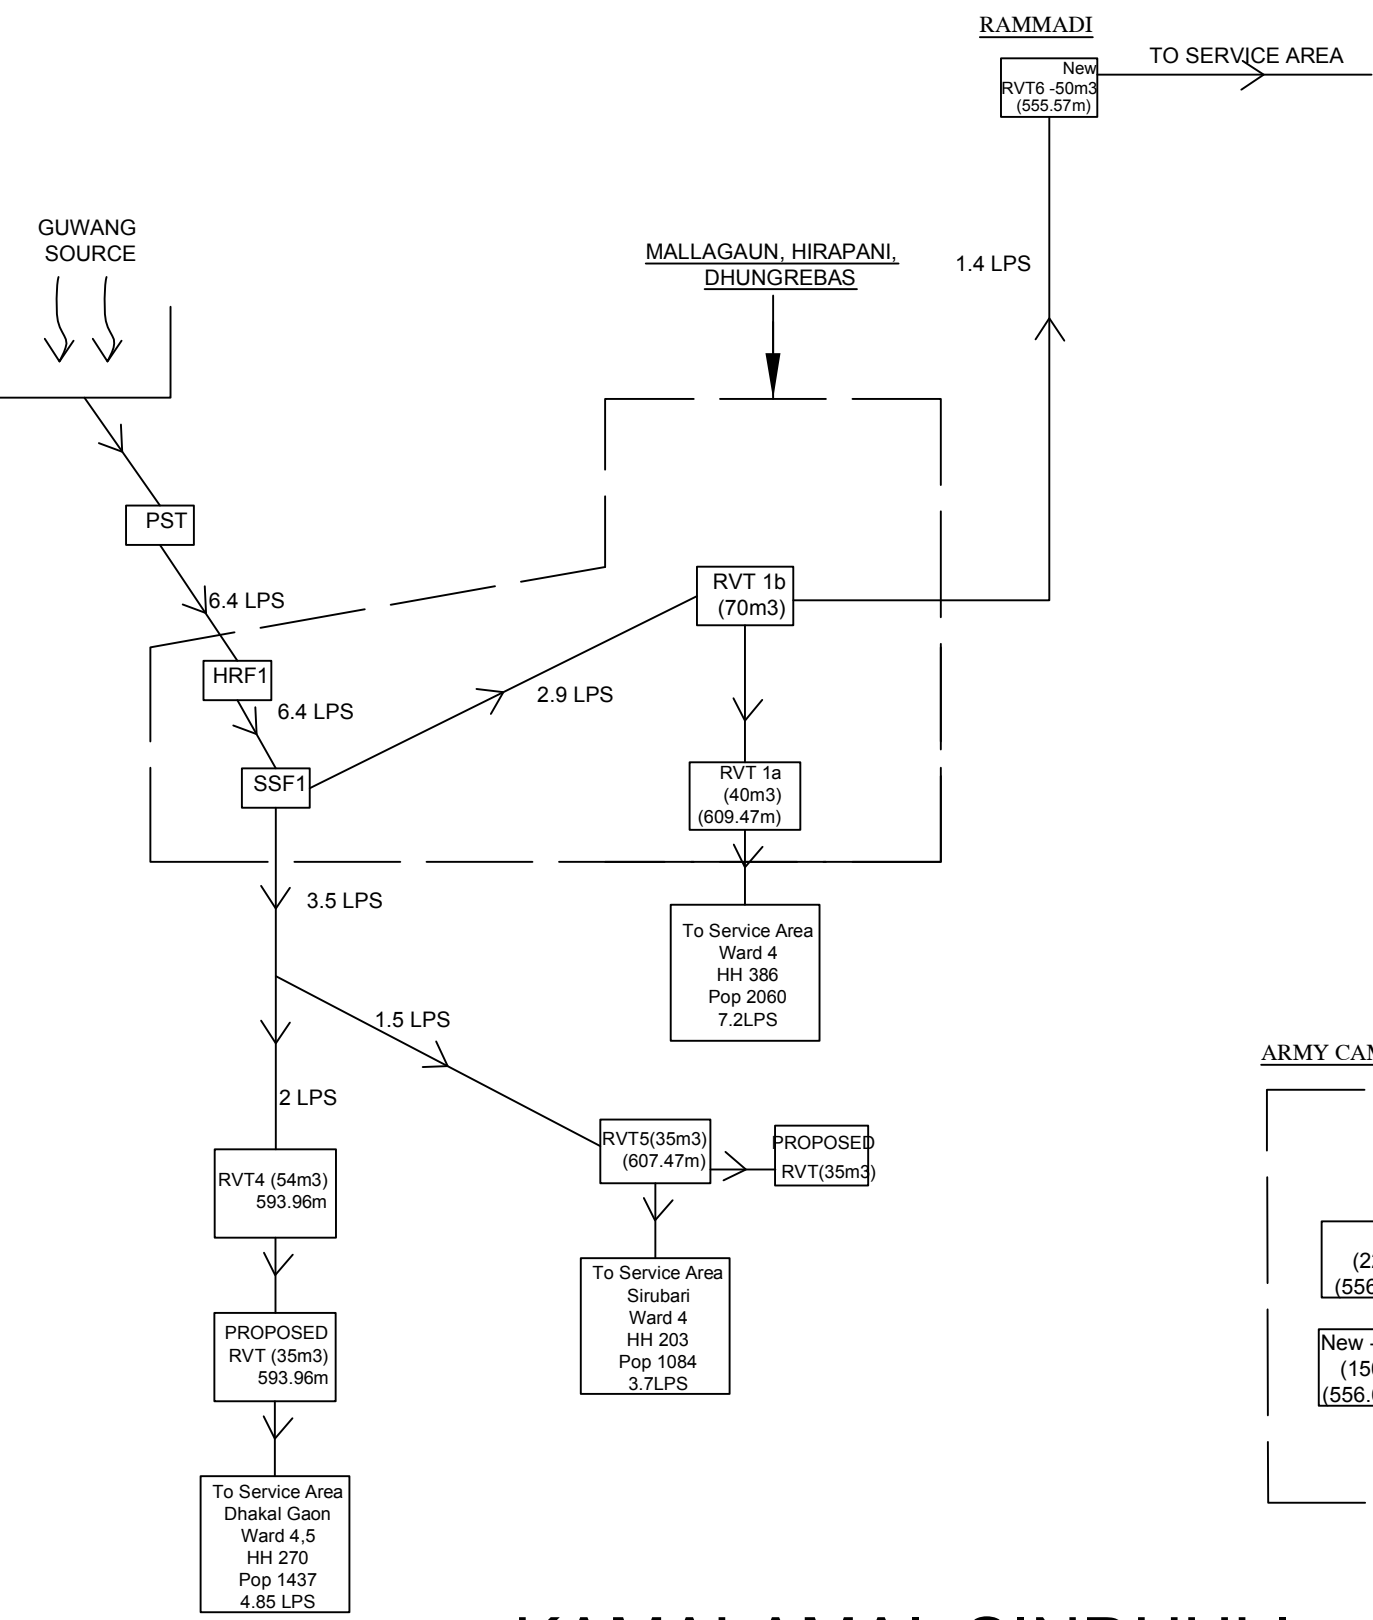 RAMMADI
TO SERVICE AREA
New
RVT6 -50m3
(555.57m)
GUWANG
SOURCE
MALLAGAUN, HIRAPANI,
DHUNGREBAS
1.4 LPS
PST
6.4 LPS
RVT 1b
(70m3)
HRF1
6.4 LPS
2.9 LPS
SSF1
RVT 1a
(40m3)
(609.47m)
3.5 LPS
To Service Area
Ward 4
HH 386
Pop 2060
7.2LPS
1.5 LPS
ARMY
2 LPS
RVT5(35m3)
(607.47m)
PROPOSED
RVT(35m3)
RVT4 (54m3)
593.96m
To Service Area
Sirubari
Ward 4
HH 203
Pop 1084
3.7LPS
New
PROPOSED
RVT (35m3)
593.96m
To Service Area
Dhakal Gaon
Ward 4,5
HH 270
Pop 1437
4.85 LPS